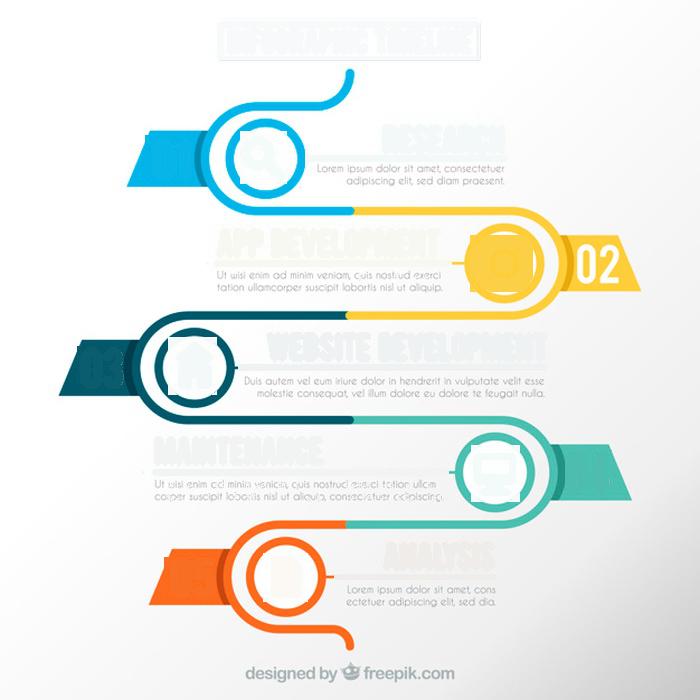 INFOGRAPHIC TIMELINE
RESEARCH
Lorem ipsum dolor sit amet, consectetuer
adipiscing elit, sed diam praesent.
APP DEVELOPMENT
02
Ut wisi enim ad minim veniam, quis nostrud exerci
tation ullamcorper suscipit lobortis nisl ut aliquip.
03
WEBSITE DEVELOPMENT
Duis autem vel eum iriure dolor in hendrerit in vulputate velit esse
molestie consequat, vel illum dolore eu dolore te feugait nulla.
MAINTENANCE
Ut wisi enim ad minim veniam, quis nostrud exerci tation ullam
corper suscipit lobortis nisl ut aliquip, consectetuer adipiscing.
ANALYSIS
Lorem ipsum dolor sit amet, cons
ectetuer adipiscing elit, sed dia.
designed by freepik.com